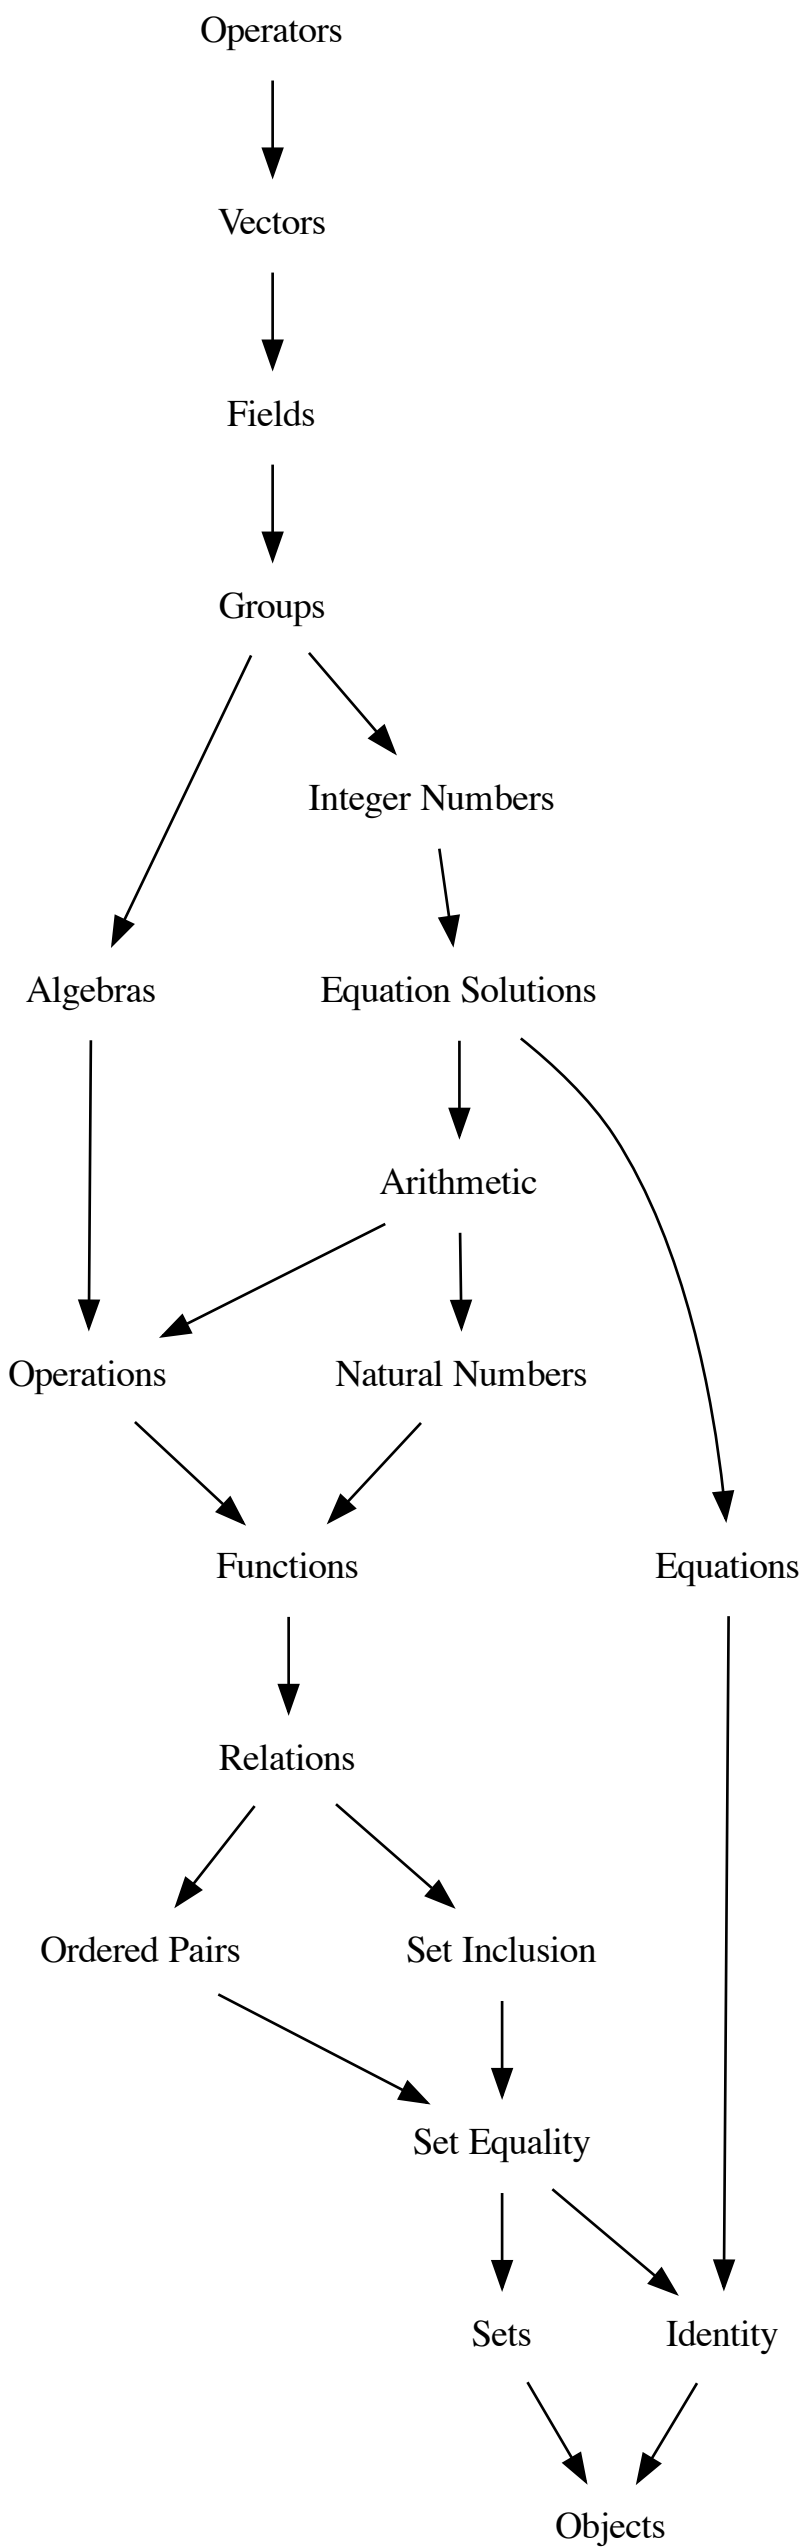 Operators
Vectors
Fields
Groups
Integer Numbers
Algebras
Equation Solutions
Arithmetic
Operations
Natural Numbers
Functions
Equations
Relations
Ordered Pairs
Set Inclusion
Set Equality
Sets
Identity
Objects